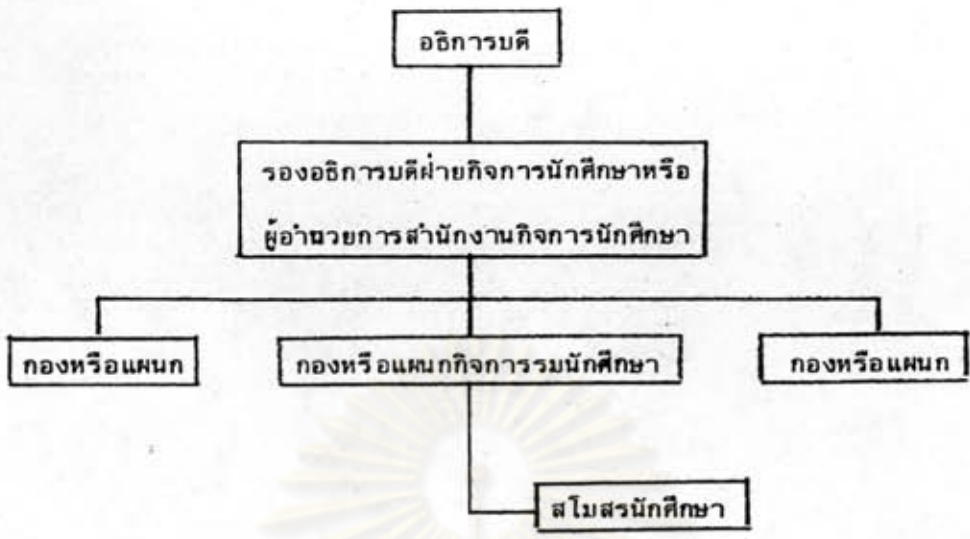 อธิการบดี
รองอธิการบดีฝ่ายกิจการนักศึกษาหรือ
ผู้อำนวยการสำนักงานกิจการนักศึกษา
กองหรือแผนก
กองหรือแผนกกิจการรมนักศึกษา
กองหรือแผนก
สโมสรนักศึกษา